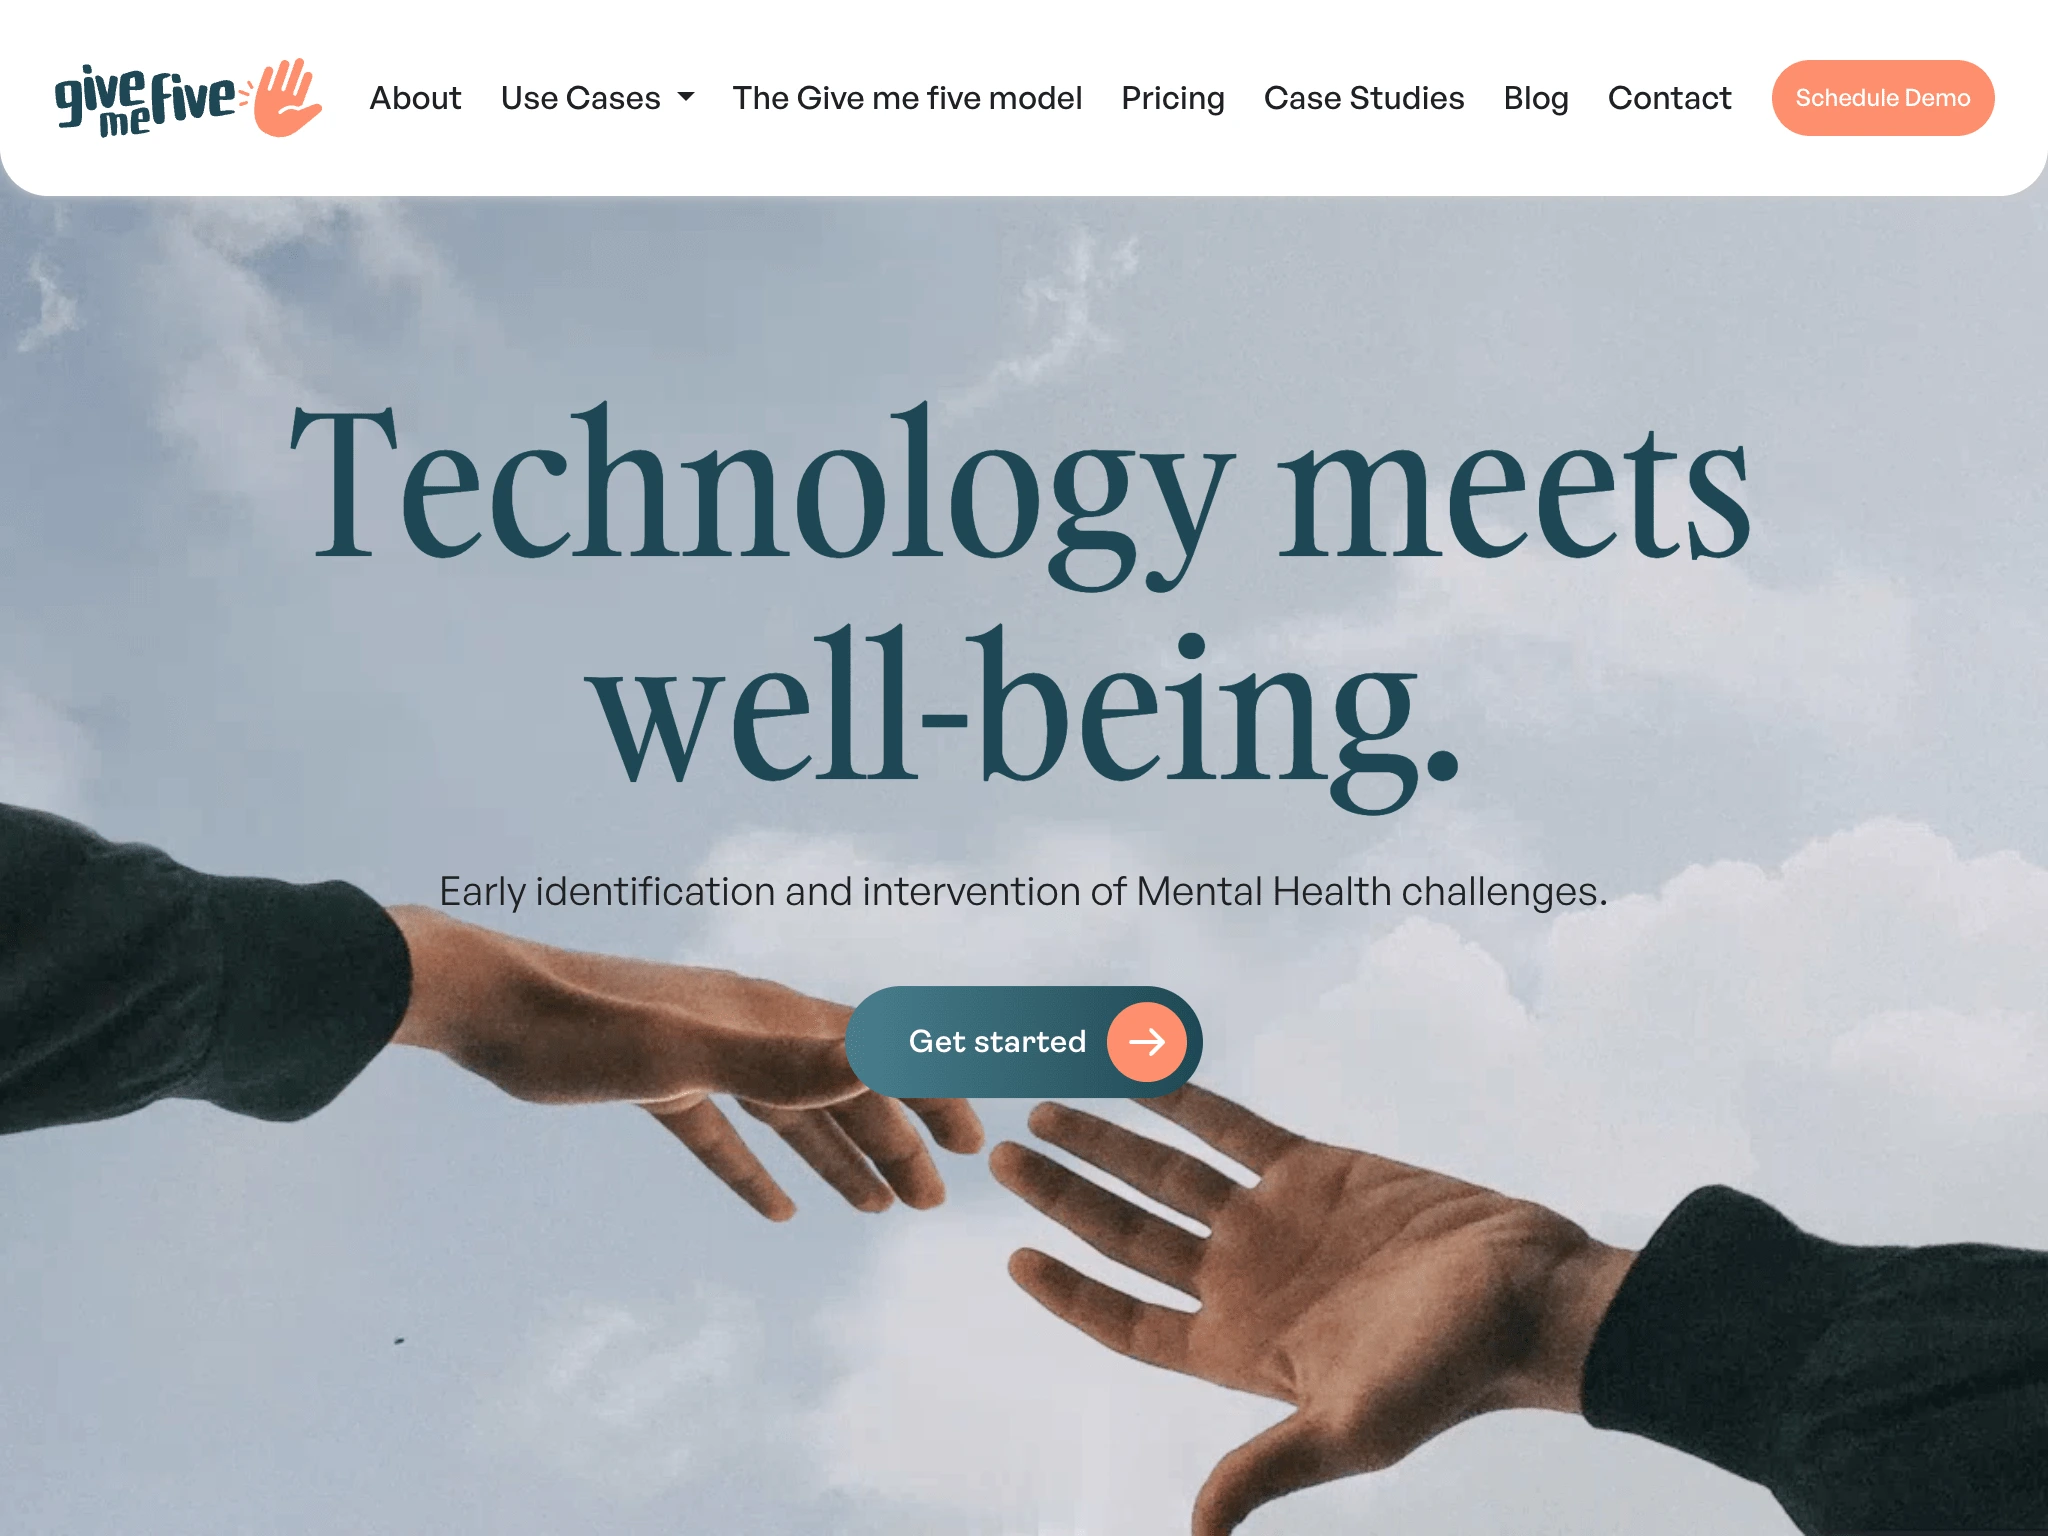 give me five
About
Use Cases
The Give me five model
Pricing
Case Studies
Blog
Contact
Schedule Demo
Technology meets
well-being.
Early identification and intervention of Mental Health challenges.
Get started